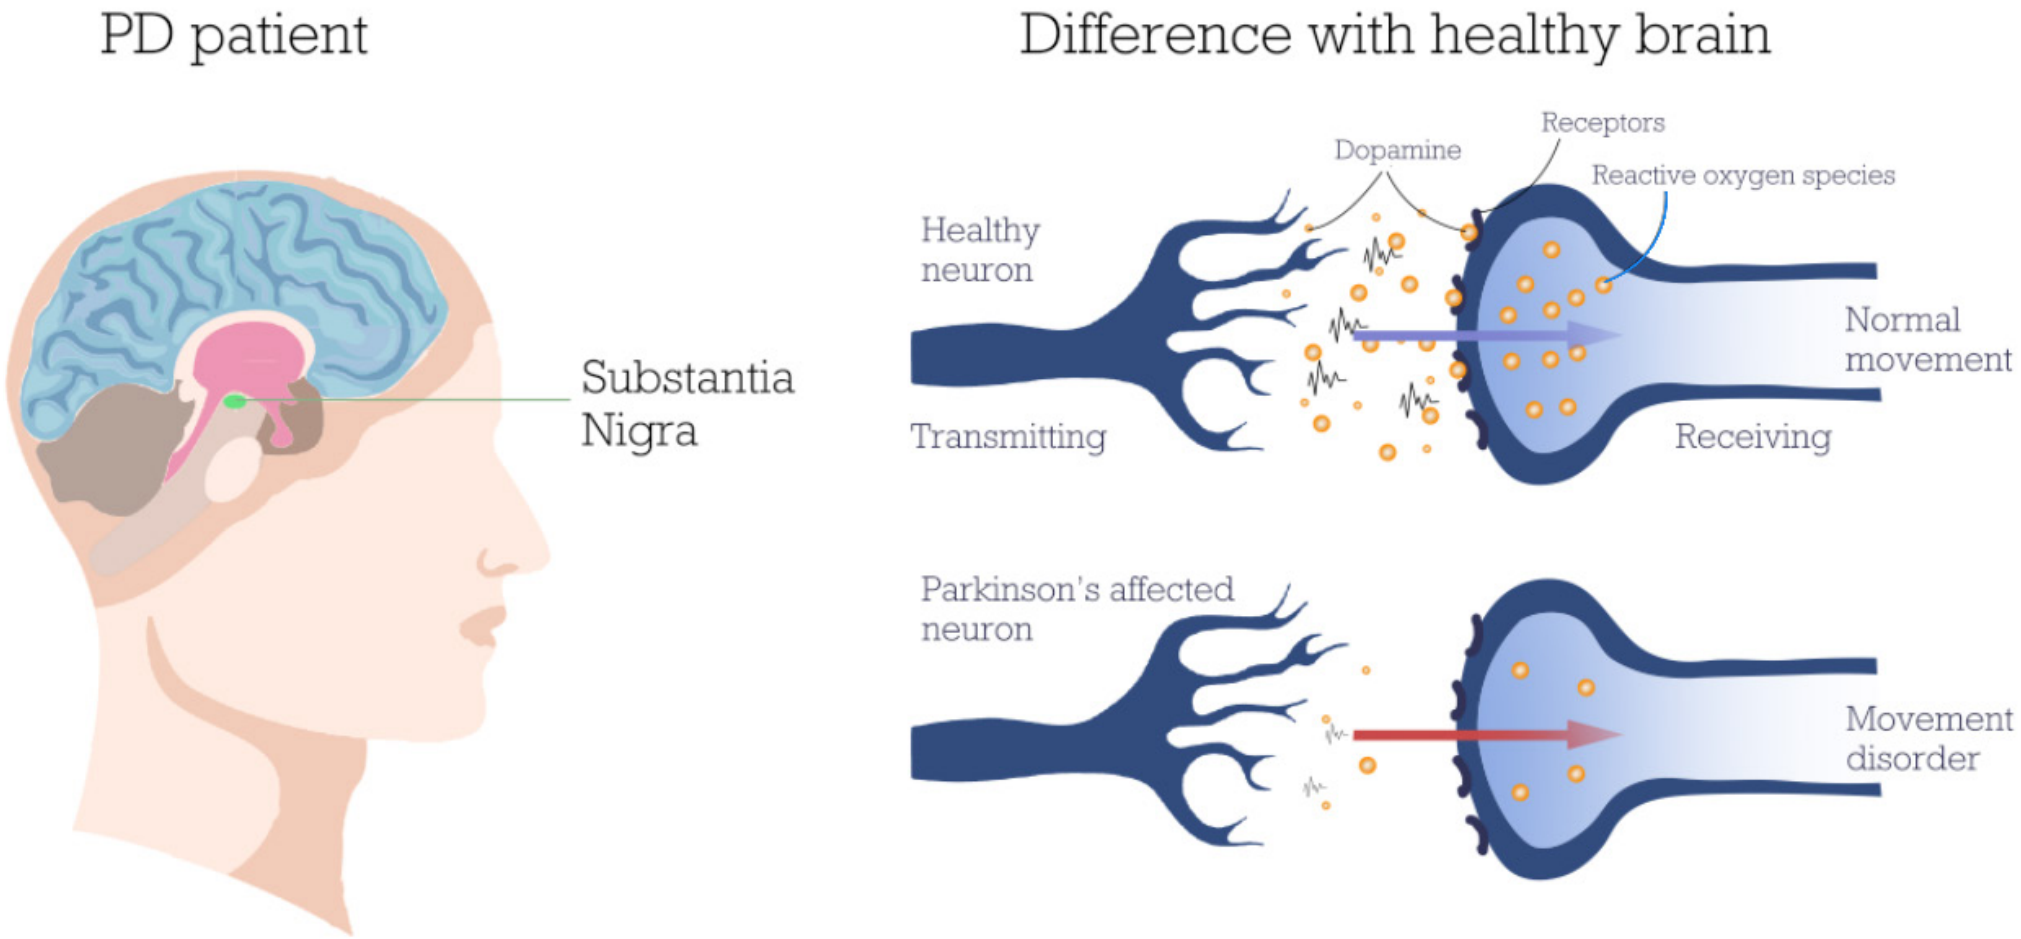 PD patient
Difference with healthy brain
Substantia
Nigra
Receptors
Dopamine
Reactive oxygen species
Healthy
neuron
Normal
movement
Transmitting
Receiving
Parkinson's affected
neuron
Movement
disorder